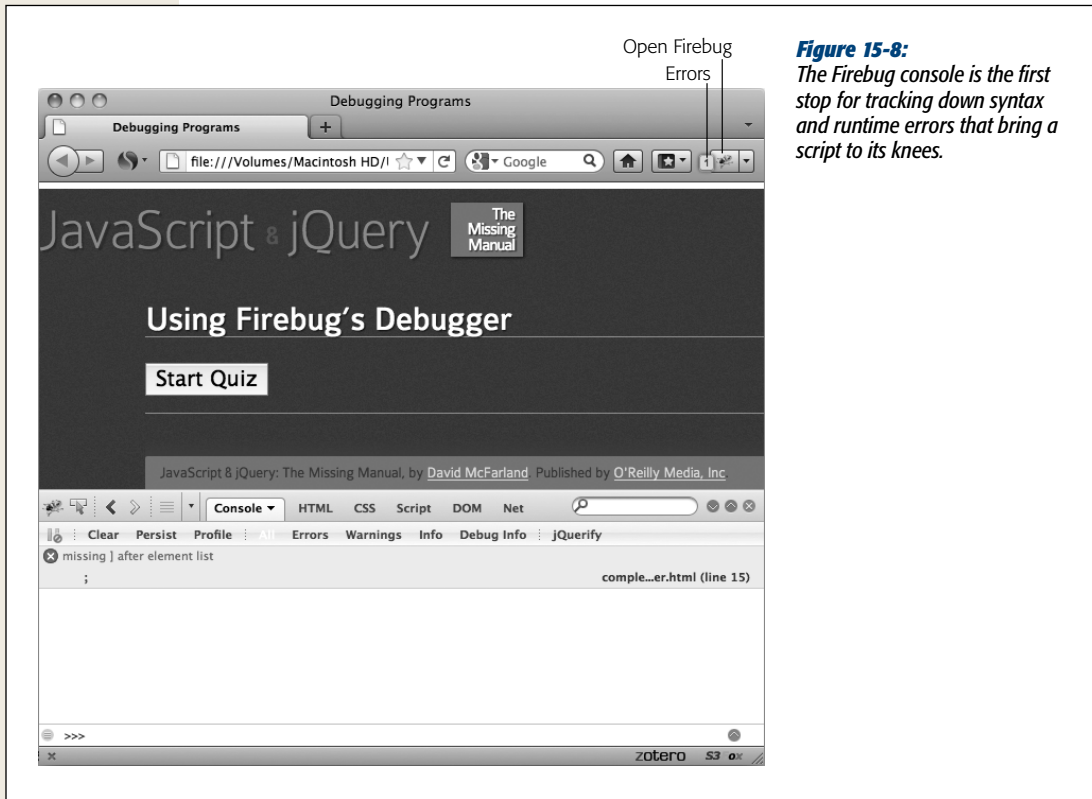 Open Firebug
Errors
Figure 15-8:
The Firebug console is the first
stop for tracking down syntax
and runtime errors that bring a
script to its knees.
Debugging Programs
Debugging Programs
file:///Volumes/Macintosh HD/
Google
1
JavaScript & jQuery
The
Missing
Manual
Using Firebug's Debugger
Start Quiz
JavaScript & jQuery: The Missing Manual, by David McFarland Published by O'Reilly Media, Inc
Console HTML CSS Script DOM Net
Clear Persist Profile All Errors Warnings Info Debug Info jQuerify
missing ] after element list
; comple...er.html (line 15)
>>>
zotero S3 ox